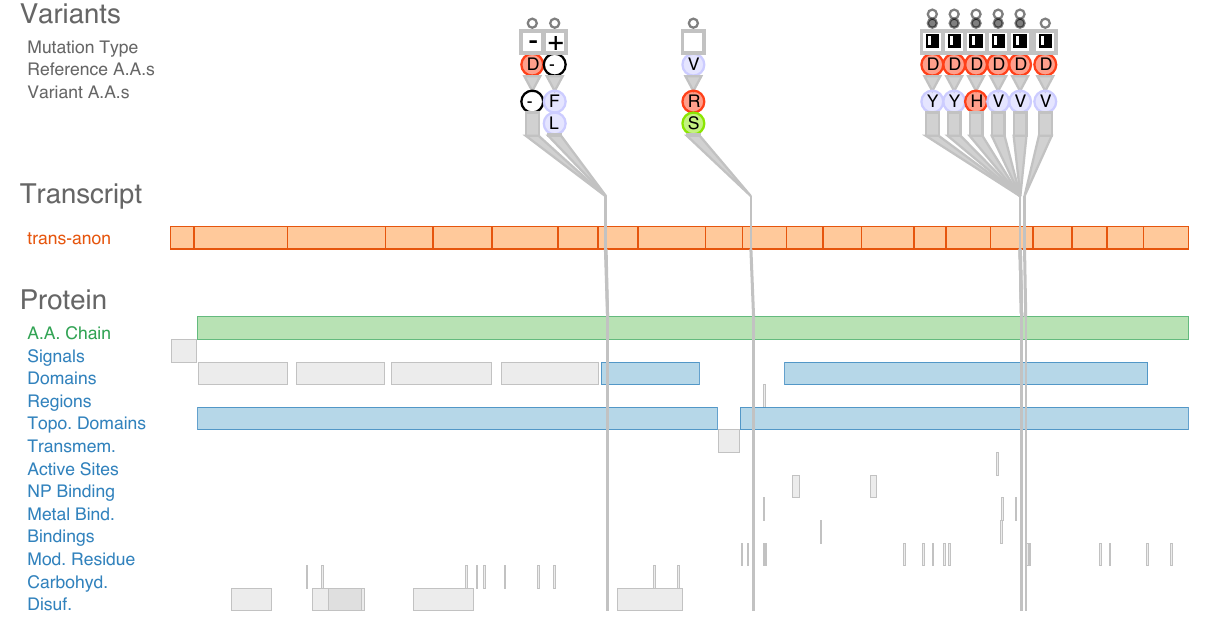 Variants
Mutation Type
- +
Reference A.A.s
D - V D D D D D D
Variant A.A.s
- F R Y Y H V V V
L S
Transcript
trans-anon
Protein
A.A. Chain
Signals
Domains
Regions
Topo. Domains
Transmem.
Active Sites
NP Binding
Metal Bind.
Bindings
Mod. Residue
Carbohyd.
Disuf.